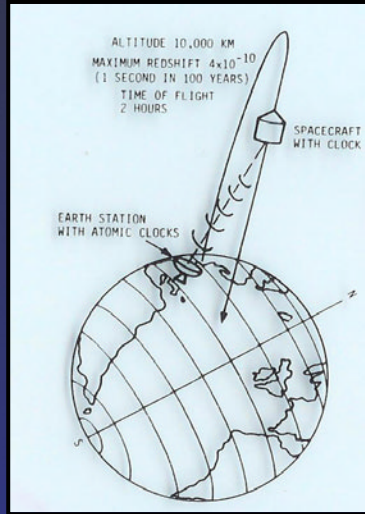 ALTITUDE 10,000 KM
MAXIMUM REDSHIFT 4x10⁻¹⁰
(1 SECOND IN 100 YEARS)
TIME OF FLIGHT
2 HOURS
SPACECRAFT
WITH CLOCK
EARTH STATION
WITH ATOMIC CLOCKS
N
S